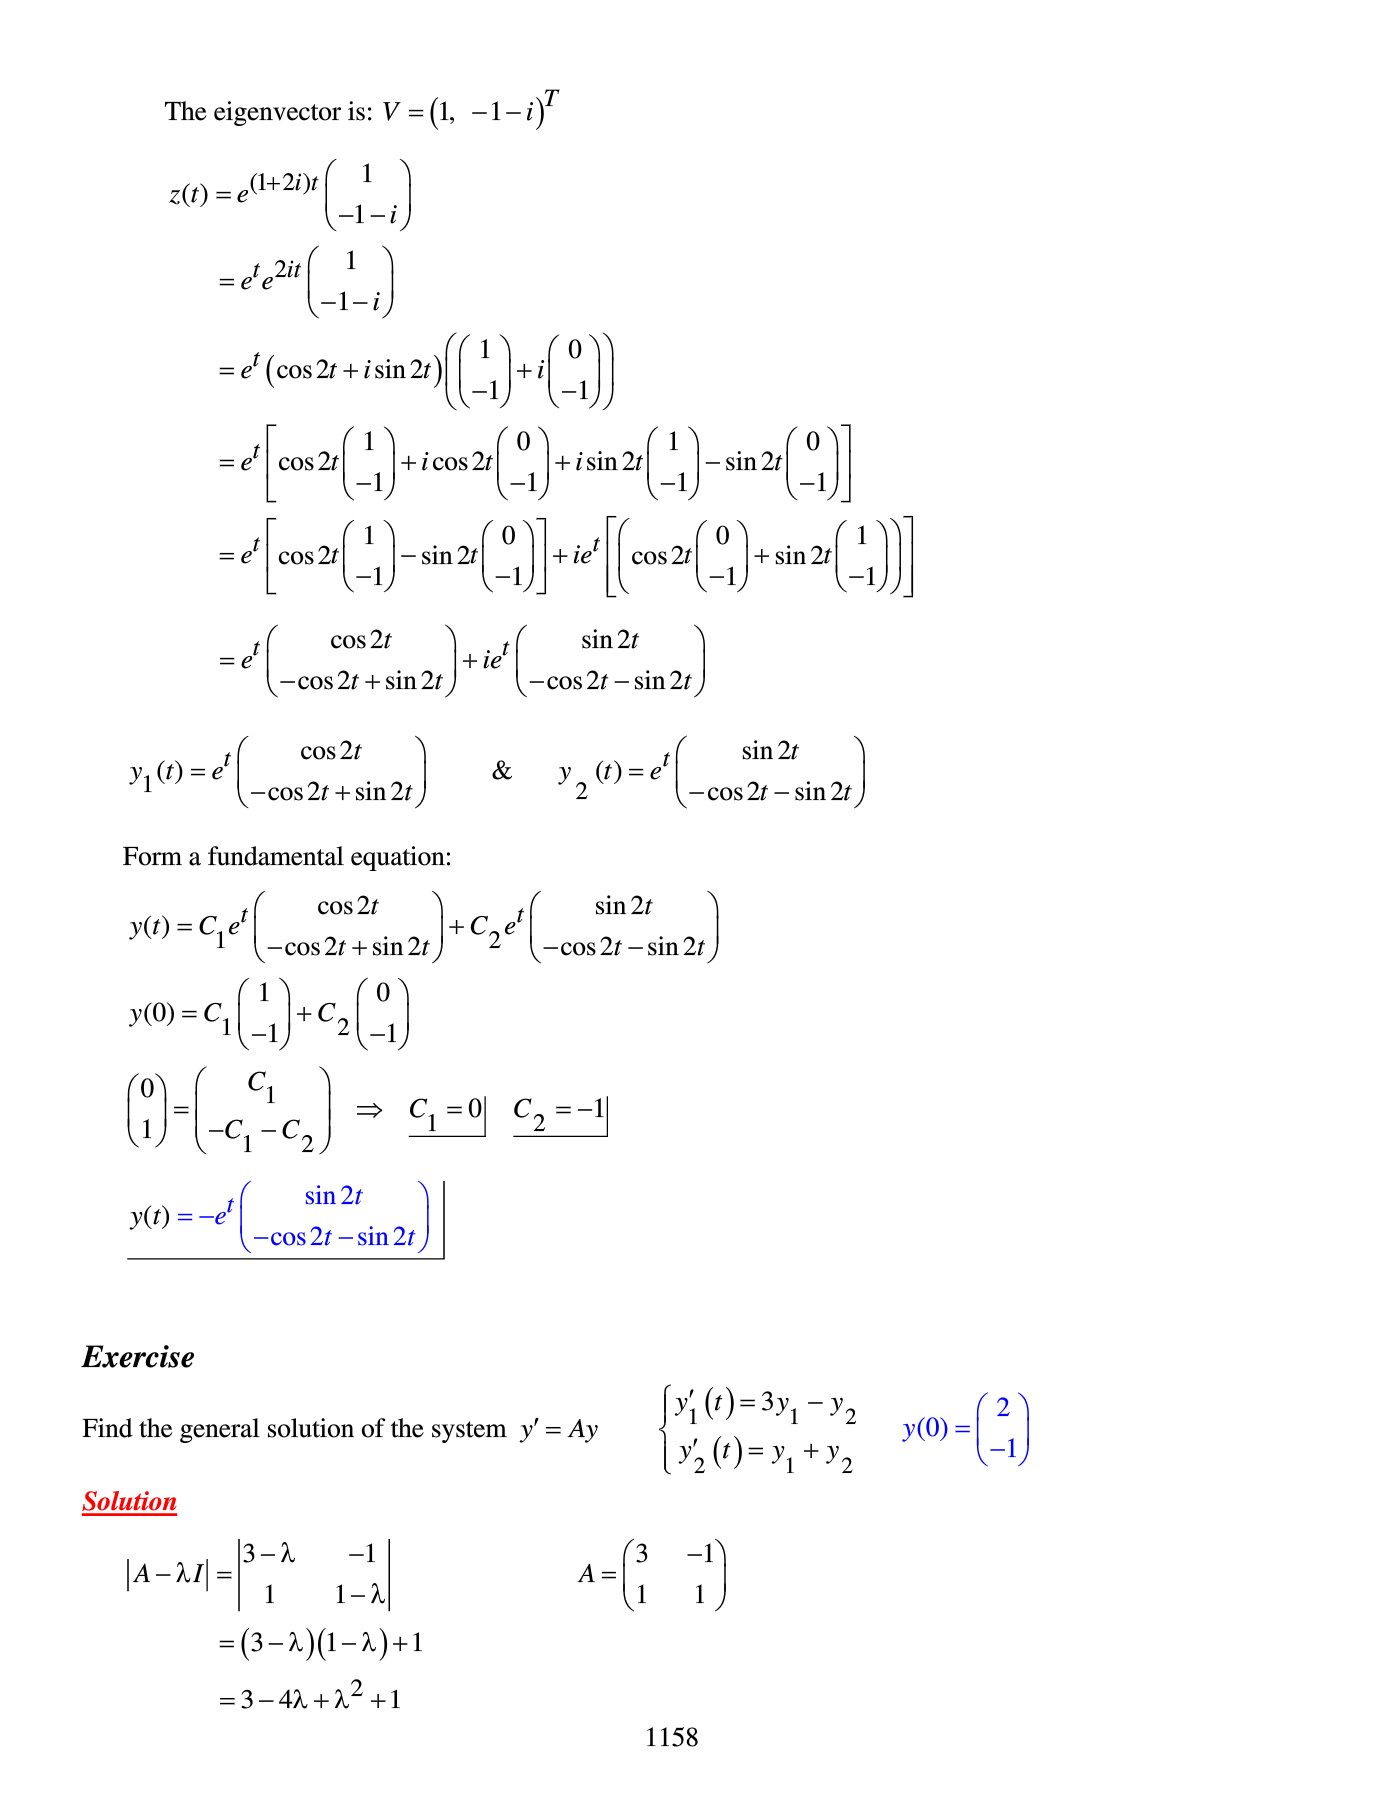 The eigenvector is: V = (1, −1−i)^T
z(t) = e^{(1+2i)t} \begin{pmatrix} 1 \\ −1−i \end{pmatrix}
= e^t e^{2it} \begin{pmatrix} 1 \\ −1−i \end{pmatrix}
= e^t (cos 2t + i sin 2t) \left( \begin{pmatrix} 1 \\ −1 \end{pmatrix} + i \begin{pmatrix} 0 \\ −1 \end{pmatrix} \right)
= e^t \left[ cos 2t \begin{pmatrix} 1 \\ −1 \end{pmatrix} + i cos 2t \begin{pmatrix} 0 \\ −1 \end{pmatrix} + i sin 2t \begin{pmatrix} 1 \\ −1 \end{pmatrix} − sin 2t \begin{pmatrix} 0 \\ −1 \end{pmatrix} \right]
= e^t \left[ cos 2t \begin{pmatrix} 1 \\ −1 \end{pmatrix} − sin 2t \begin{pmatrix} 0 \\ −1 \end{pmatrix} \right] + ie^t \left[ \left( cos 2t \begin{pmatrix} 0 \\ −1 \end{pmatrix} + sin 2t \begin{pmatrix} 1 \\ −1 \end{pmatrix} \right) \right]
= e^t \begin{pmatrix} cos 2t \\ −cos 2t + sin 2t \end{pmatrix} + ie^t \begin{pmatrix} sin 2t \\ −cos 2t − sin 2t \end{pmatrix}
y_1(t) = e^t \begin{pmatrix} cos 2t \\ −cos 2t + sin 2t \end{pmatrix} & y_2(t) = e^t \begin{pmatrix} sin 2t \\ −cos 2t − sin 2t \end{pmatrix}
Form a fundamental equation:
y(t) = C_1 e^t \begin{pmatrix} cos 2t \\ −cos 2t + sin 2t \end{pmatrix} + C_2 e^t \begin{pmatrix} sin 2t \\ −cos 2t − sin 2t \end{pmatrix}
y(0) = C_1 \begin{pmatrix} 1 \\ −1 \end{pmatrix} + C_2 \begin{pmatrix} 0 \\ −1 \end{pmatrix}
\begin{pmatrix} 0 \\ 1 \end{pmatrix} = \begin{pmatrix} C_1 \\ −C_1 − C_2 \end{pmatrix} ⇒ C_1 = 0 C_2 = −1
y(t) = −e^t \begin{pmatrix} sin 2t \\ −cos 2t − sin 2t \end{pmatrix}
Exercise
Find the general solution of the system y′ = Ay \begin{cases} y′_1(t) = 3y_1 − y_2 \\ y′_2(t) = y_1 + y_2 \end{cases} y(0) = \begin{pmatrix} 2 \\ −1 \end{pmatrix}
Solution
|A − λI| = \begin{vmatrix} 3−λ & −1 \\ 1 & 1−λ \end{vmatrix} A = \begin{pmatrix} 3 & −1 \\ 1 & 1 \end{pmatrix}
= (3−λ)(1−λ)+1
= 3 − 4λ + λ^2 + 1
1158